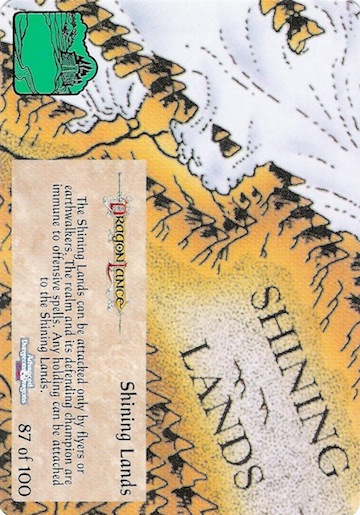 SHINING
LANDS
DRAGONLANCE
Shining Lands
The Shining Lands can be attacked only by flyers or
earthwalkers. The realm and its defending champion are
immune to offensive spells. Any holding can be attached
to the Shining Lands.
Advanced
Dungeons & Dragons
87 of 100